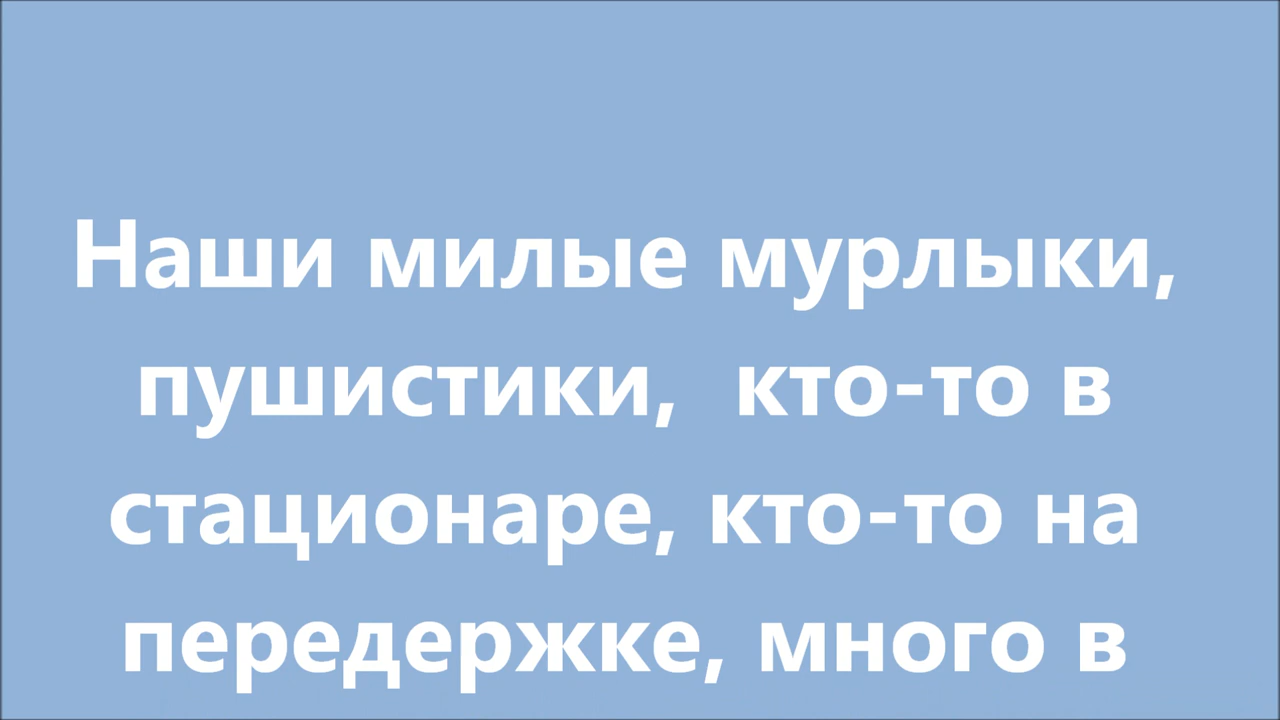 Наши милые мурлыки,
пушистики,  кто-то в
стационаре, кто-то на
передержке, много в